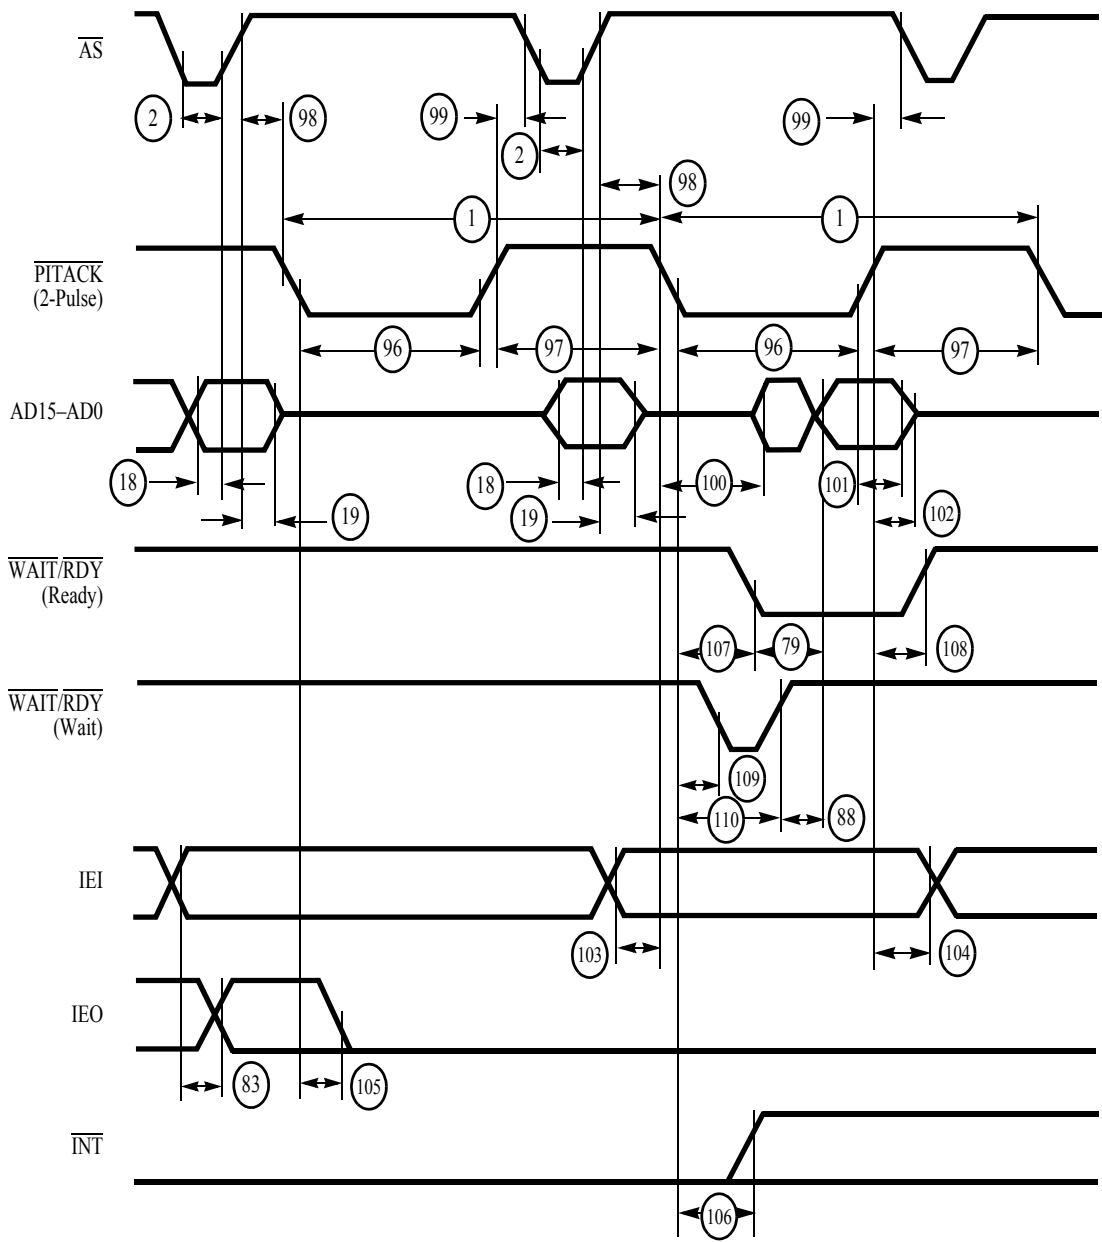 AS
2
98
99
2
99
98
1
1
PITACK
(2-Pulse)
96
97
96
97
AD15–AD0
18
19
18
19
100
101
102
WAIT/RDY
(Ready)
107
79
108
WAIT/RDY
(Wait)
109
110
88
IEI
103
104
IEO
83
105
INT
106